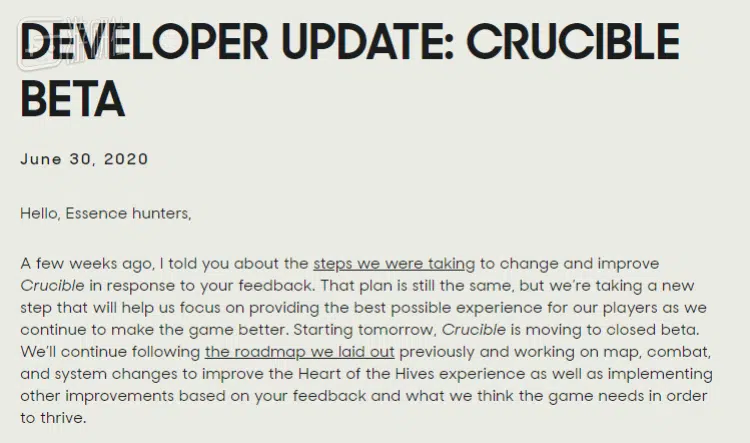 DEVELOPER UPDATE: CRUCIBLE
BETA
June 30, 2020
Hello, Essence hunters,
A few weeks ago, I told you about the steps we were taking to change and improve
Crucible in response to your feedback. That plan is still the same, but we're taking a new
step that will help us focus on providing the best possible experience for our players as we
continue to make the game better. Starting tomorrow, Crucible is moving to closed beta.
We'll continue following the roadmap we laid out previously and working on map, combat,
and system changes to improve the Heart of the Hives experience as well as implementing
other improvements based on your feedback and what we think the game needs in order
to thrive.